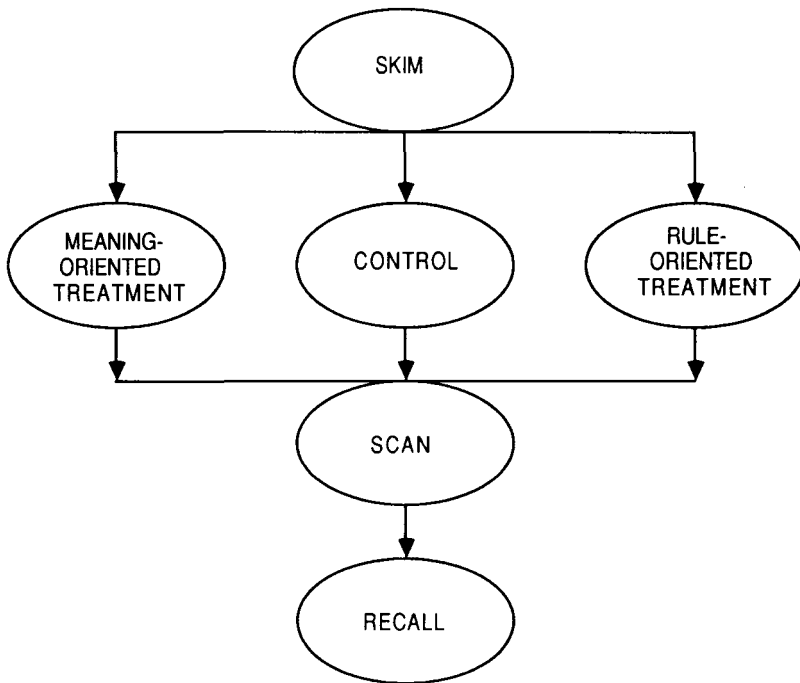 SKIM
MEANING-
ORIENTED
TREATMENT
CONTROL
RULE-
ORIENTED
TREATMENT
SCAN
RECALL